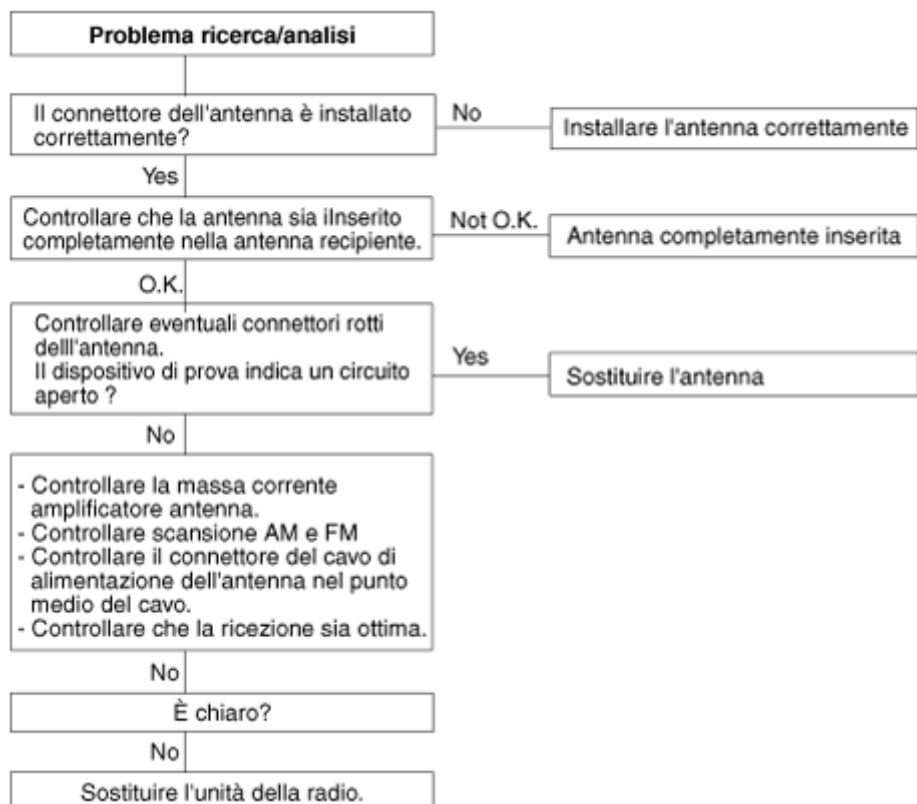 Problema ricerca/analisi
Il connettore dell'antenna è installato
correttamente?
No
Installare l'antenna correttamente
Yes
Controllare che la antenna sia iInserito
completamente nella antenna recipiente.
Not O.K.
Antenna completamente inserita
O.K.
Controllare eventuali connettori rotti
delll'antenna.
Il dispositivo di prova indica un circuito
aperto ?
Yes
Sostituire l'antenna
No
- Controllare la massa corrente
amplificatore antenna.
- Controllare scansione AM e FM
- Controllare il connettore del cavo di
alimentazione dell'antenna nel punto
medio del cavo.
- Controllare che la ricezione sia ottima.
No
È chiaro?
No
Sostituire l'unità della radio.